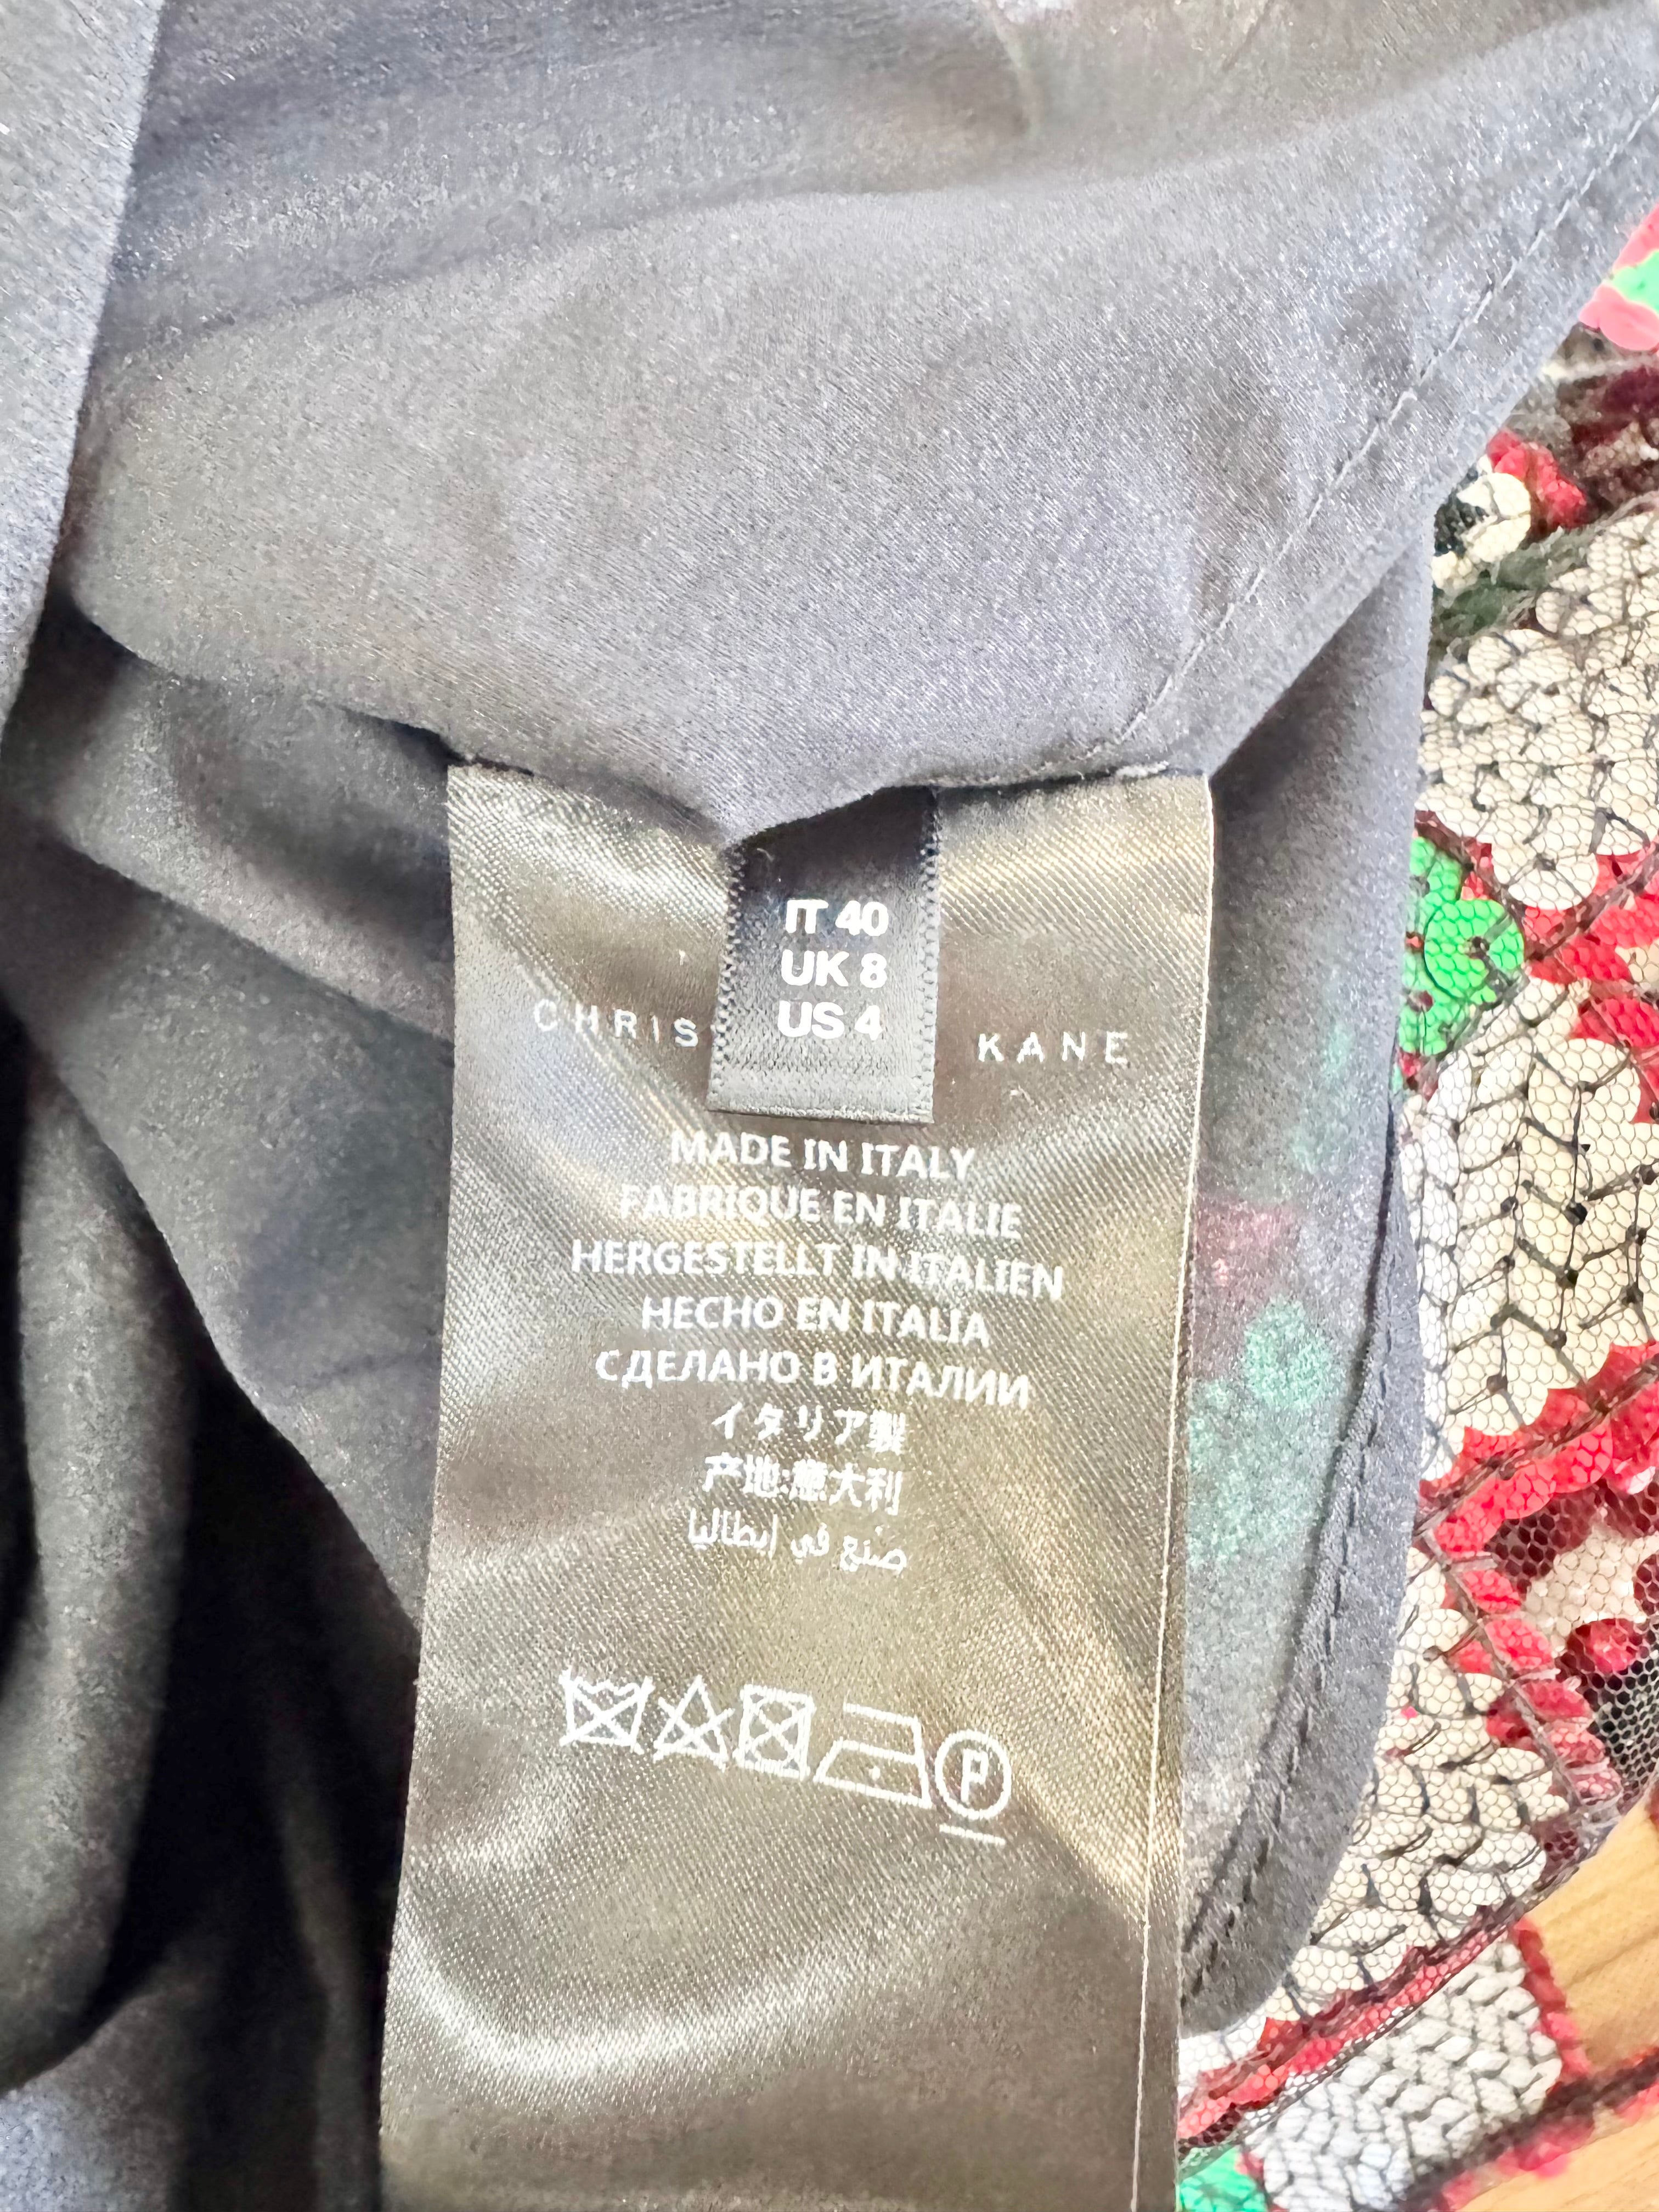 IT 40
UK 8
US 4
CHRIS KANE
MADE IN ITALY
FABRIQUE EN ITALIE
HERGESTELLT IN ITALIEN
HECHO EN ITALIA
СДЕЛАНО В ИТАЛИИ
イタリア製
产地:意大利
صنع في إيطاليا
P